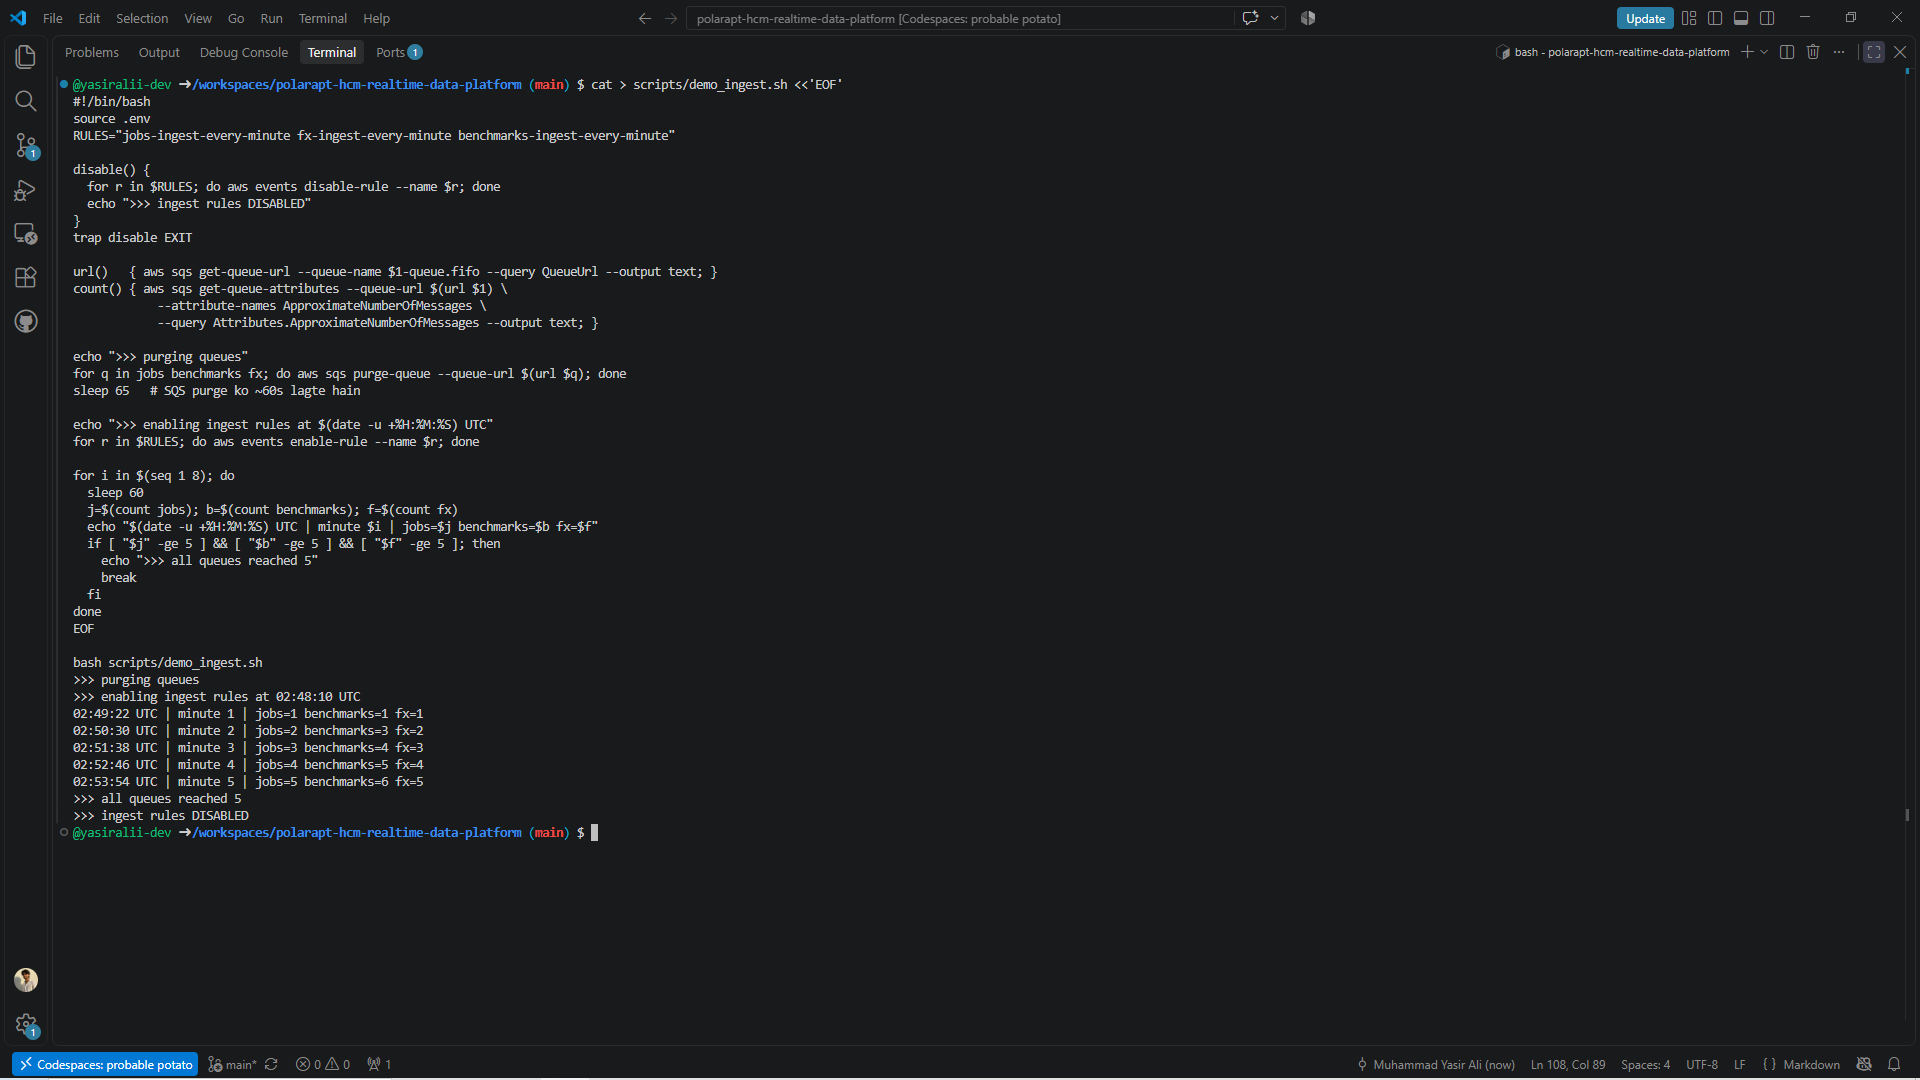 File Edit Selection View Go Run Terminal Help
polarapt-hcm-realtime-data-platform [Codespaces: probable potato]
Update
Problems Output Debug Console Terminal Ports 1
bash - polarapt-hcm-realtime-data-platform
@yasiralii-dev ➜/workspaces/polarapt-hcm-realtime-data-platform (main) $ cat > scripts/demo_ingest.sh <<'EOF'
#!/bin/bash
source .env
RULES="jobs-ingest-every-minute fx-ingest-every-minute benchmarks-ingest-every-minute"

disable() {
  for r in $RULES; do aws events disable-rule --name $r; done
  echo ">>> ingest rules DISABLED"
}
trap disable EXIT

url()   { aws sqs get-queue-url --queue-name $1-queue.fifo --query QueueUrl --output text; }
count() { aws sqs get-queue-attributes --queue-url $(url $1) \
            --attribute-names ApproximateNumberOfMessages \
            --query Attributes.ApproximateNumberOfMessages --output text; }

echo ">>> purging queues"
for q in jobs benchmarks fx; do aws sqs purge-queue --queue-url $(url $q); done
sleep 65   # SQS purge ko ~60s lagte hain

echo ">>> enabling ingest rules at $(date -u +%H:%M:%S) UTC"
for r in $RULES; do aws events enable-rule --name $r; done

for i in $(seq 1 8); do
  sleep 60
  j=$(count jobs); b=$(count benchmarks); f=$(count fx)
  echo "$(date -u +%H:%M:%S) UTC | minute $i | jobs=$j benchmarks=$b fx=$f"
  if [ "$j" -ge 5 ] && [ "$b" -ge 5 ] && [ "$f" -ge 5 ]; then
    echo ">>> all queues reached 5"
    break
  fi
done
EOF

bash scripts/demo_ingest.sh
>>> purging queues
>>> enabling ingest rules at 02:48:10 UTC
02:49:22 UTC | minute 1 | jobs=1 benchmarks=1 fx=1
02:50:30 UTC | minute 2 | jobs=2 benchmarks=3 fx=2
02:51:38 UTC | minute 3 | jobs=3 benchmarks=4 fx=3
02:52:46 UTC | minute 4 | jobs=4 benchmarks=5 fx=4
02:53:54 UTC | minute 5 | jobs=5 benchmarks=6 fx=5
>>> all queues reached 5
>>> ingest rules DISABLED
@yasiralii-dev ➜/workspaces/polarapt-hcm-realtime-data-platform (main) $
1
1
Codespaces: probable potato main* 0 0 1 Muhammad Yasir Ali (now) Ln 108, Col 89 Spaces: 4 UTF-8 LF { } Markdown